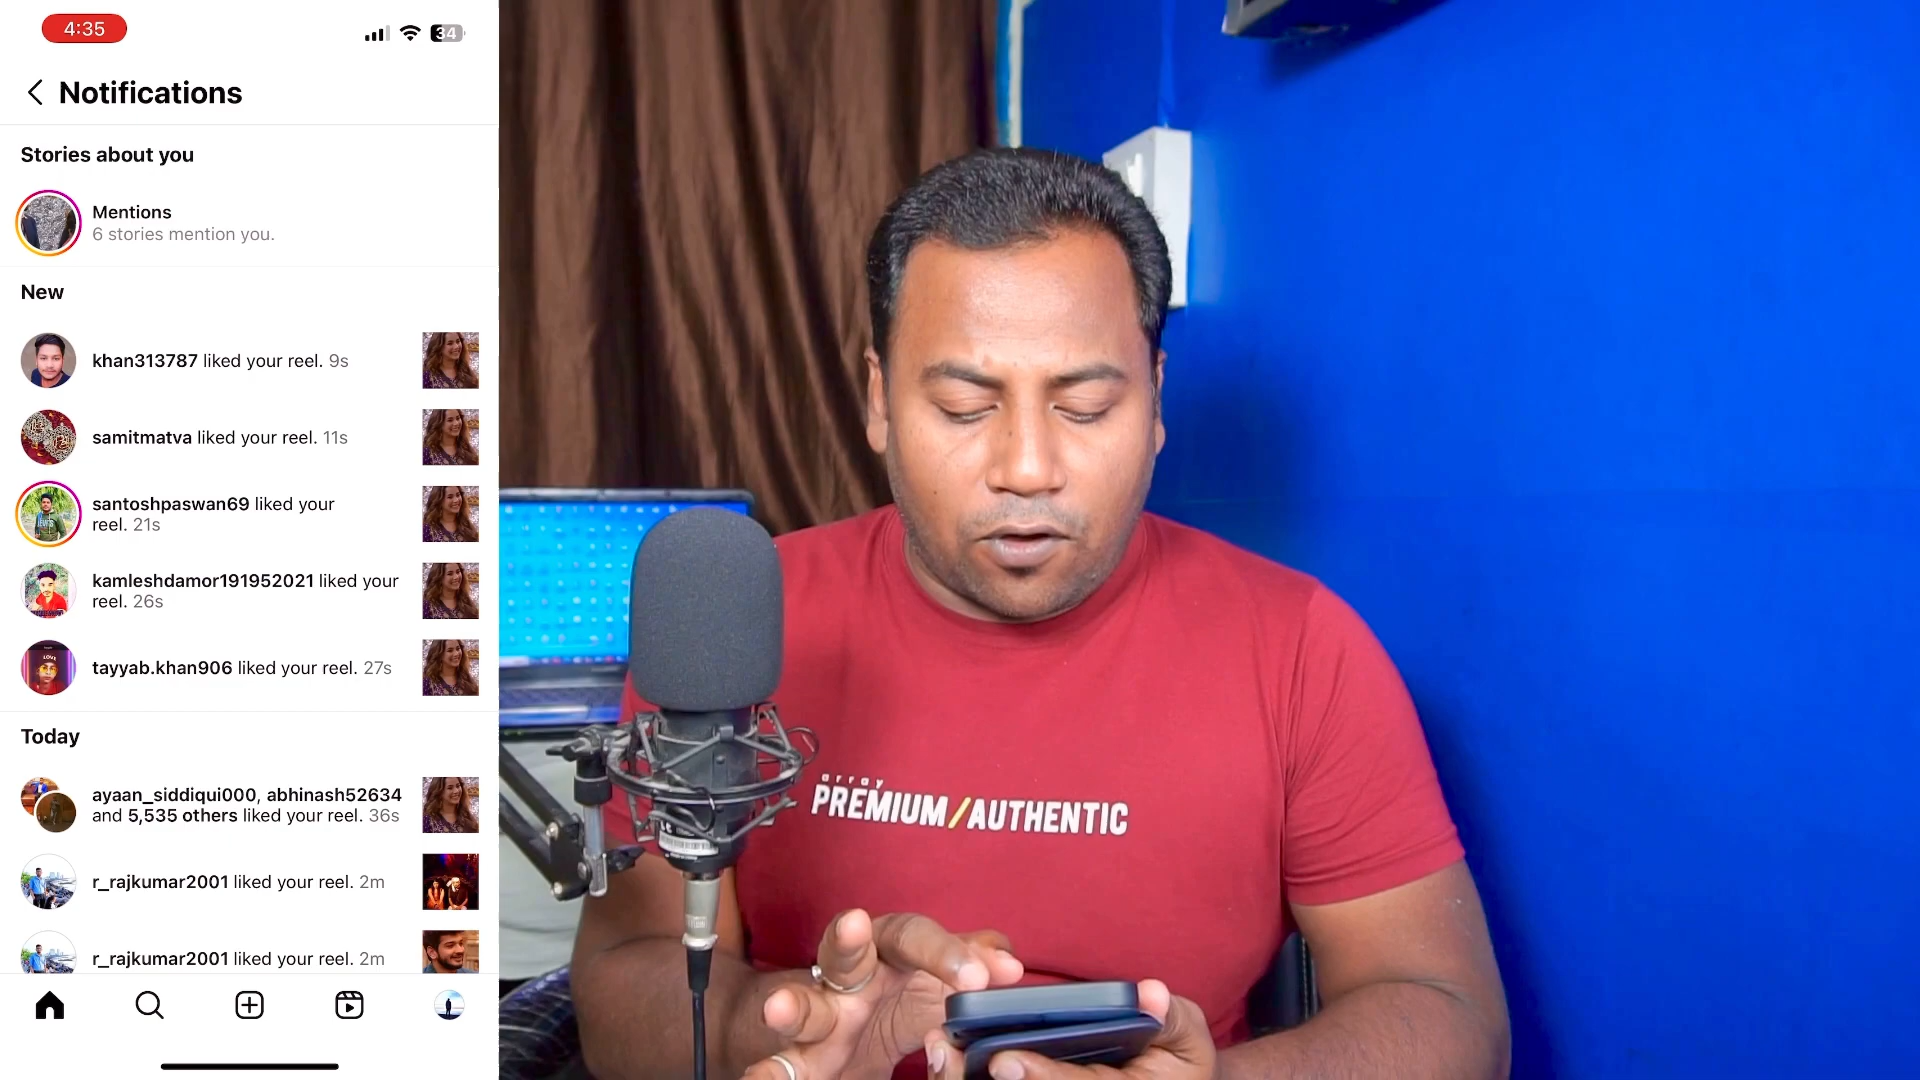 4:35
34
Notifications
Stories about you
Mentions
6 stories mention you.
New
khan313787 liked your reel. 9s
samitmatva liked your reel. 11s
santoshpaswan69 liked your
reel. 21s
kamleshdamor191952021 liked your
reel. 26s
tayyab.khan906 liked your reel. 27s
Today
ayaan_siddiqui000, abhinash52634
and 5,535 others liked your reel. 36s
r_rajkumar2001 liked your reel. 2m
r_rajkumar2001 liked your reel. 2m
array
PREMIUM/AUTHENTIC